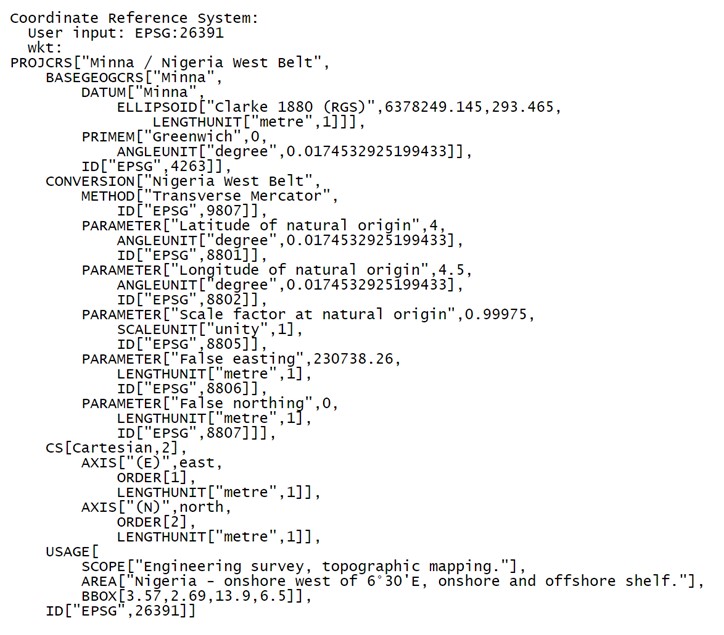 Coordinate Reference System:
  User input: EPSG:26391
  wkt:
PROJCRS["Minna / Nigeria West Belt",
    BASEGEOGCRS["Minna",
        DATUM["Minna",
            ELLIPSOID["Clarke 1880 (RGS)",6378249.145,293.465,
                LENGTHUNIT["metre",1]]],
        PRIMEM["Greenwich",0,
            ANGLEUNIT["degree",0.0174532925199433]],
        ID["EPSG",4263]],
    CONVERSION["Nigeria West Belt",
        METHOD["Transverse Mercator",
            ID["EPSG",9807]],
        PARAMETER["Latitude of natural origin",4,
            ANGLEUNIT["degree",0.0174532925199433],
            ID["EPSG",8801]],
        PARAMETER["Longitude of natural origin",4.5,
            ANGLEUNIT["degree",0.0174532925199433],
            ID["EPSG",8802]],
        PARAMETER["Scale factor at natural origin",0.99975,
            SCALEUNIT["unity",1],
            ID["EPSG",8805]],
        PARAMETER["False easting",230738.26,
            LENGTHUNIT["metre",1],
            ID["EPSG",8806]],
        PARAMETER["False northing",0,
            LENGTHUNIT["metre",1],
            ID["EPSG",8807]]],
    CS[Cartesian,2],
        AXIS["(E)",east,
            ORDER[1],
            LENGTHUNIT["metre",1]],
        AXIS["(N)",north,
            ORDER[2],
            LENGTHUNIT["metre",1]],
    USAGE[
        SCOPE["Engineering survey, topographic mapping."],
        AREA["Nigeria - onshore west of 6°30'E, onshore and offshore shelf."],
        BBOX[3.57,2.69,13.9,6.5]],
    ID["EPSG",26391]]